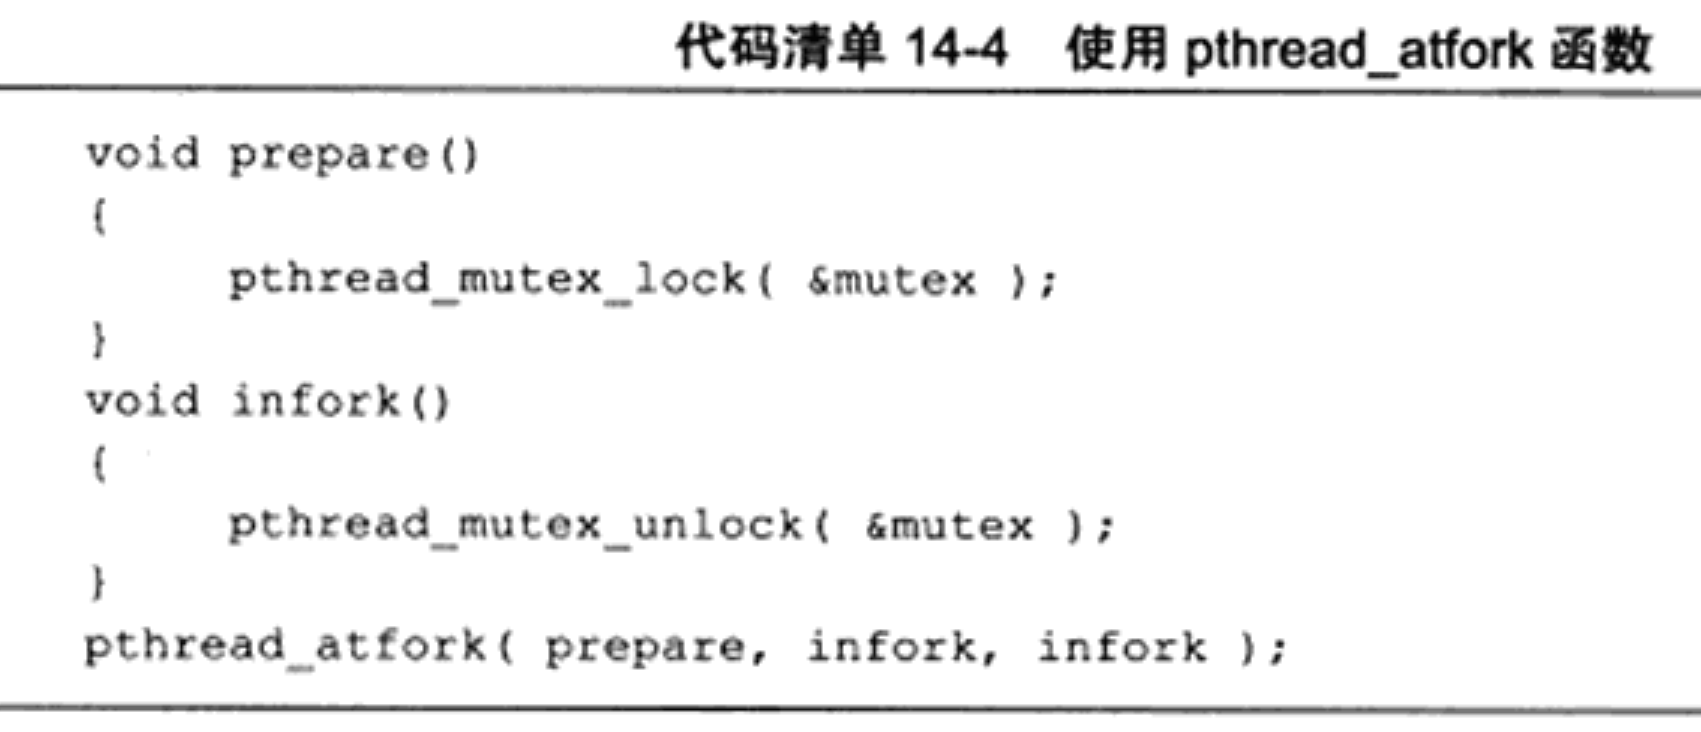 代码清单 14-4 使用 pthread_atfork 函数
void prepare()
{
pthread_mutex_lock( &mutex );
}
void infork()
{
pthread_mutex_unlock( &mutex );
}
pthread_atfork( prepare, infork, infork );